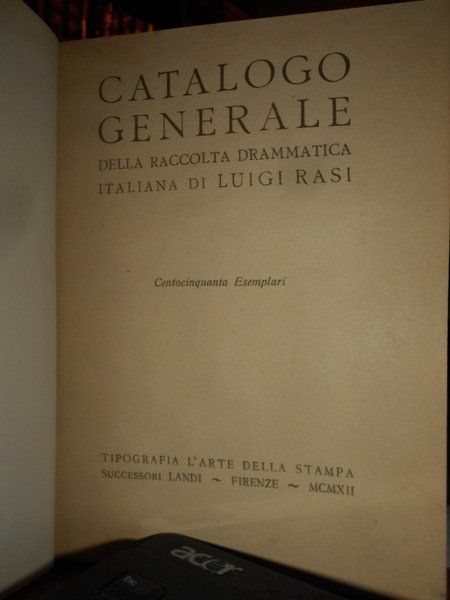 CATALOGO
GENERALE
DELLA RACCOLTA DRAMMATICA
ITALIANA DI LUIGI RASI
Centocinquanta Esemplari
TIPOGRAFIA L'ARTE DELLA STAMPA
SUCCESSORI LANDI ~ FIRENZE ~ MCMXII
acer
Esc